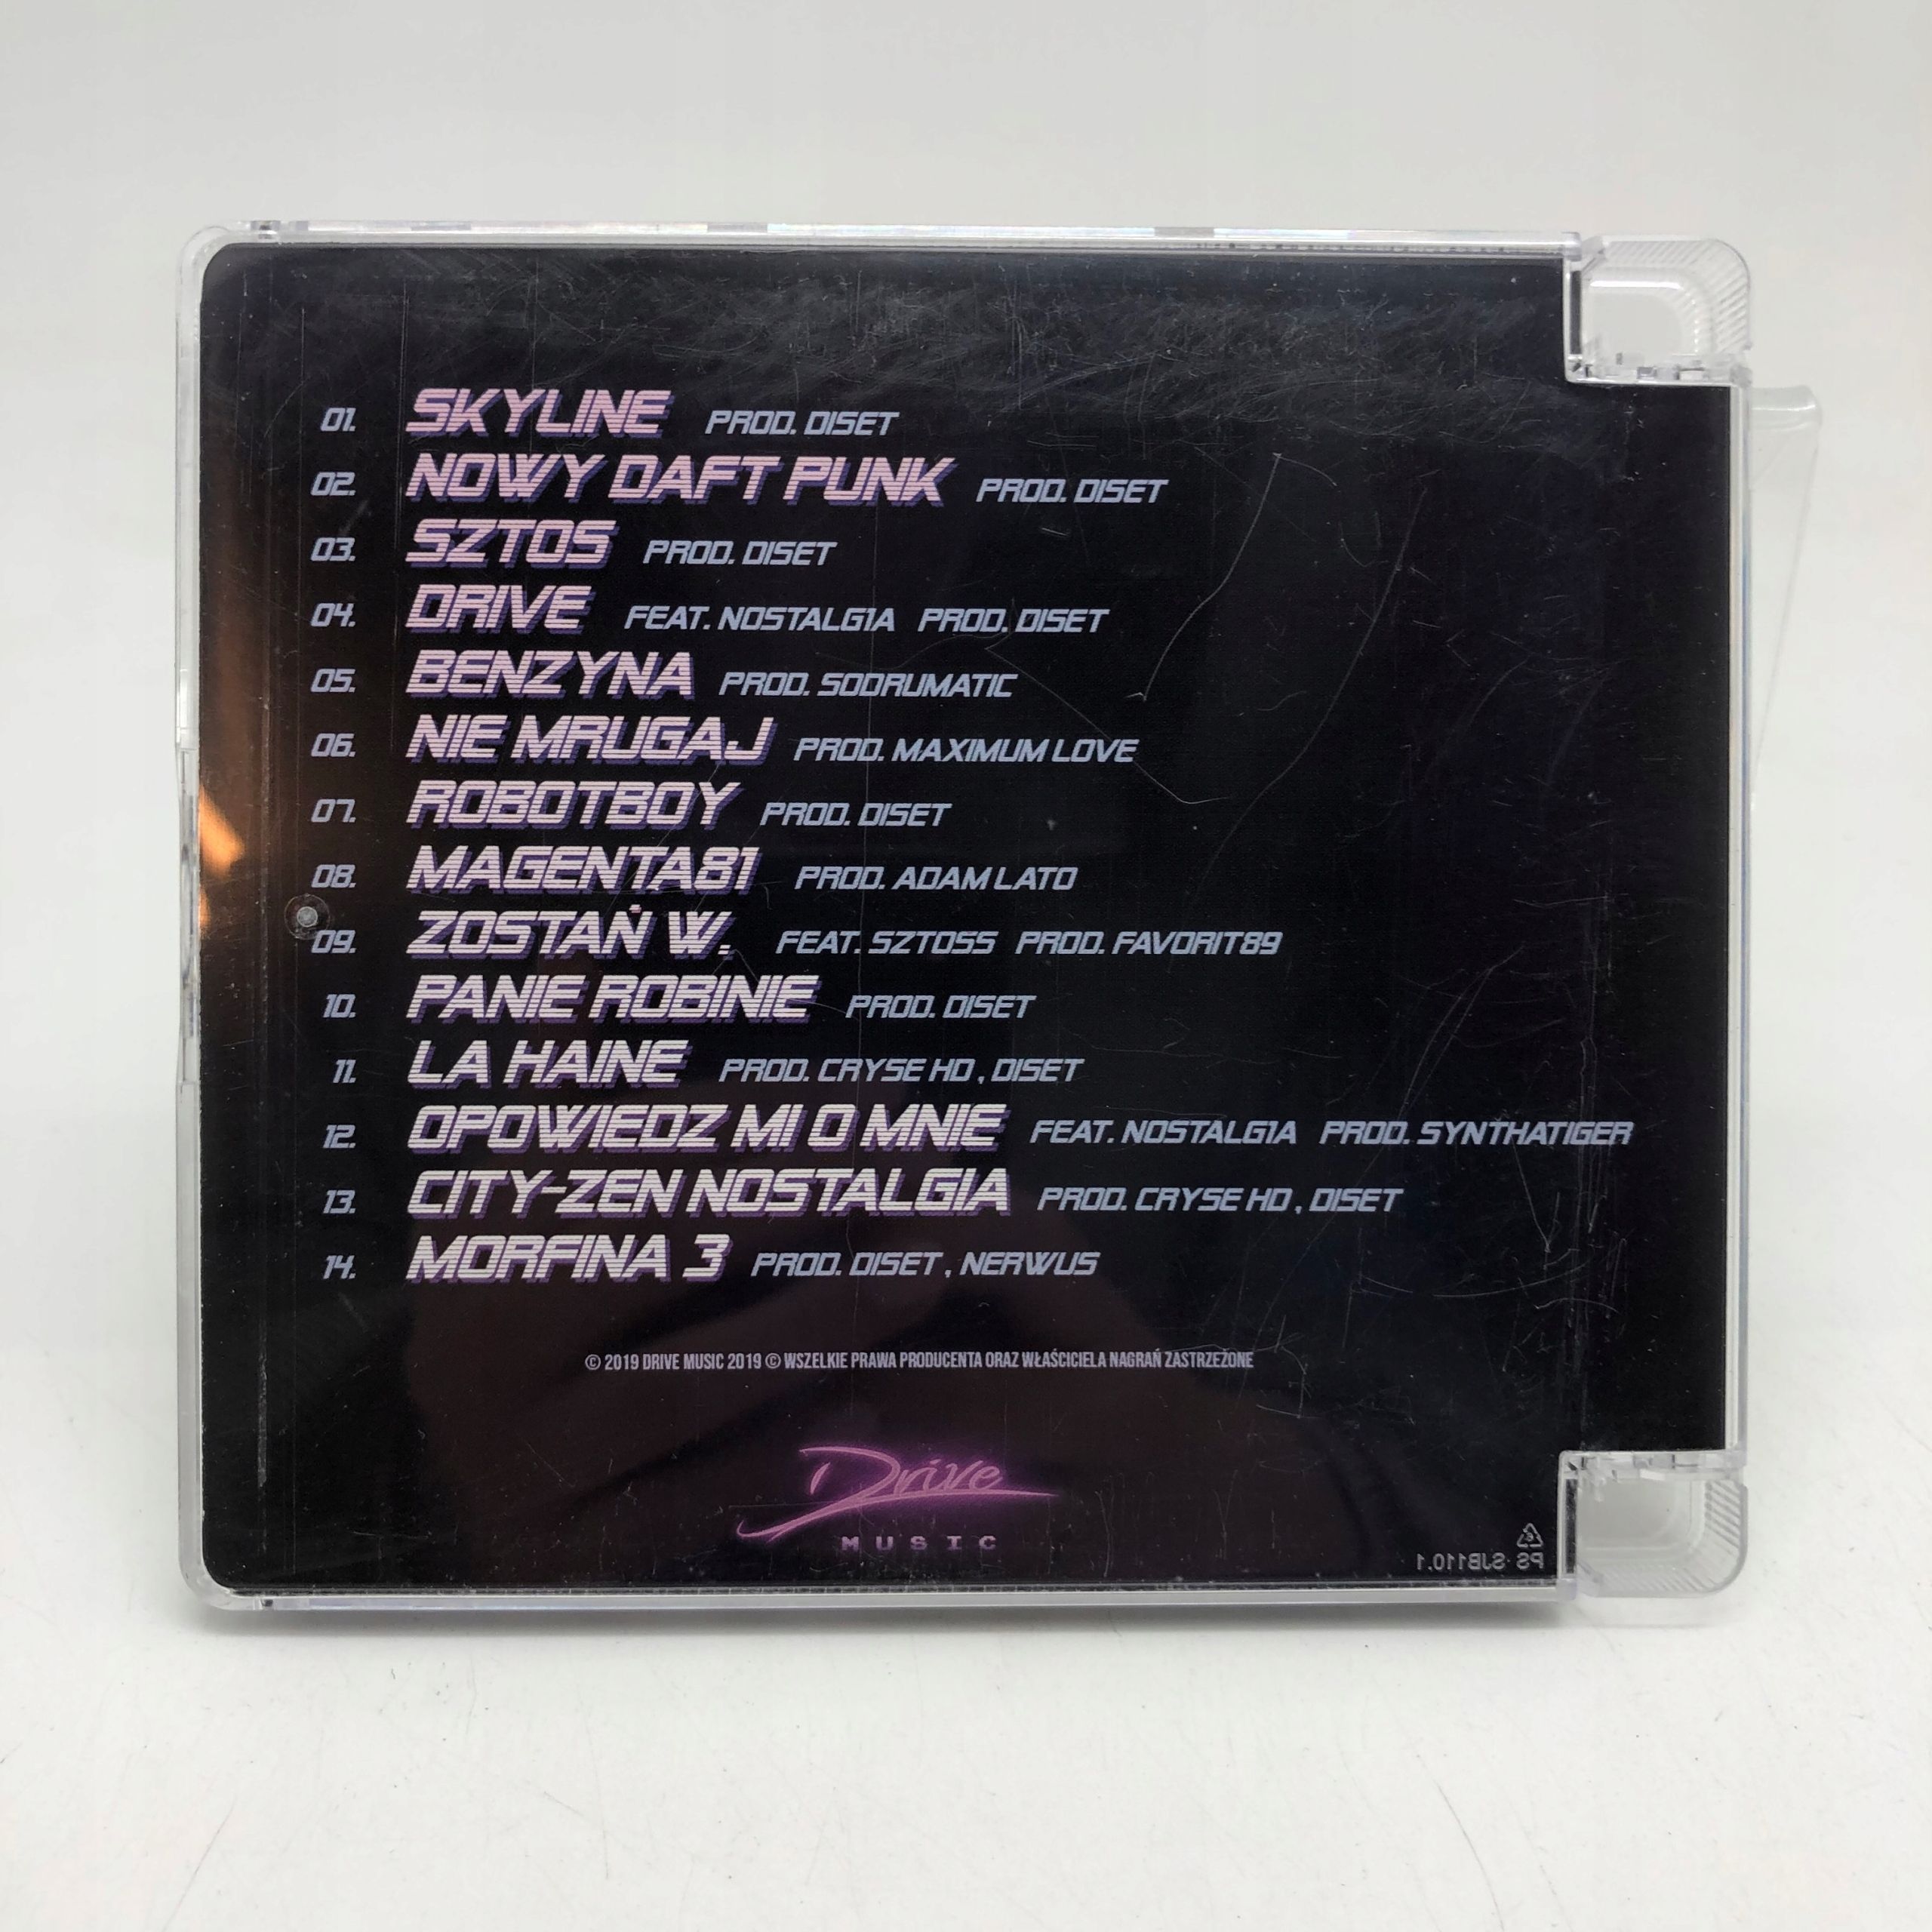 01. SKYLINE PROD. DISET
02. NOWY DAFT PUNK PROD. DISET
03. SZTOS PROD. DISET
04. DRIVE FEAT. NOSTALG1A PROD. DISET
05. BENZYNA PROD. SODRUMATIC
06. NIE MRUGAJ PROD. MAXIMUM LOVE
07. ROBOTBOY PROD. DISET
08. MAGENTA81 PROD. ADAM LATO
09. ZOSTAŃ W. FEAT. SZTOSS PROD. FAVORIT89
10. PANIE ROBINIE PROD. DISET
11. LA HAINE PROD. CRYSE HD , DISET
12. OPOWIEDZ MI O MNIE FEAT. NOSTALG1A PROD. SYNTHATIGER
13. CITY-ZEN NOSTALGIA PROD. CRYSE HD , DISET
14. MORFINA 3 PROD. DISET , NERWUS
© 2019 DRIVE MUSIC 2019 © WSZELKIE PRAWA PRODUCENTA ORAZ WŁAŚCICIELA NAGRAŃ ZASTRZEŻONE
Drive
MUSIC
PS SJB110.1